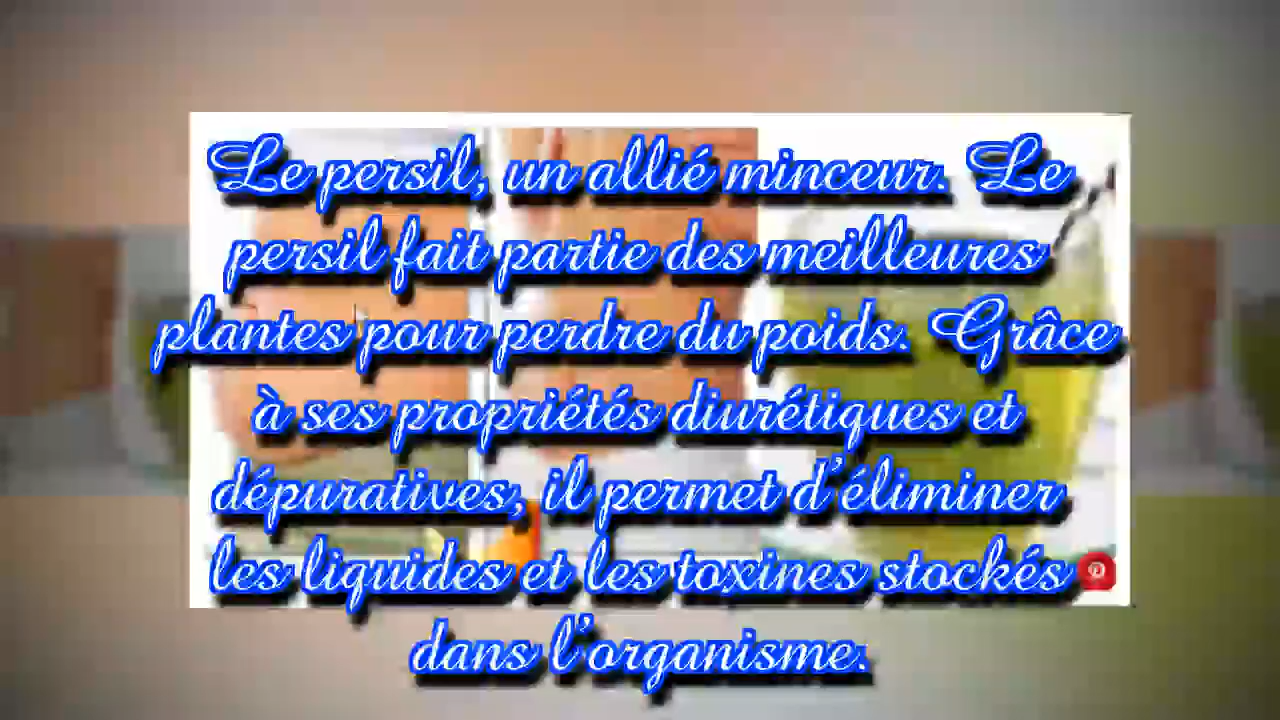 Le persil, un allié minceur. Le
persil fait partie des meilleures
plantes pour perdre du poids. Grâce
à ses propriétés diurétiques et
dépuratives, il permet d'éliminer
les liquides et les toxines stockés
dans l'organisme.